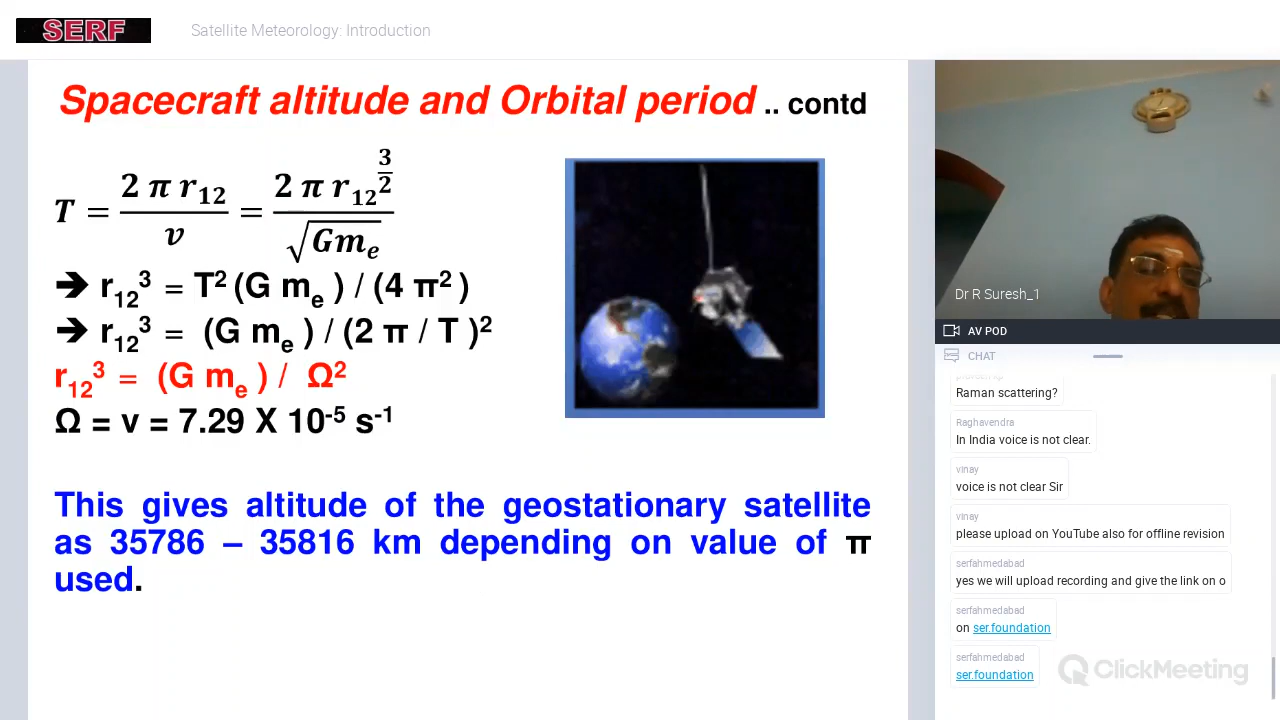 SERF
Satellite Meteorology: Introduction
Spacecraft altitude and Orbital period .. contd
T = 2 π r₁₂ / v = 2 π r₁₂^(3/2) / √(Gmₑ)
➔ r₁₂³ = T² (G mₑ ) / (4 π² )
➔ r₁₂³ = (G mₑ ) / (2 π / T )²
r₁₂³ = (G mₑ ) / Ω²
Ω = v = 7.29 X 10⁻⁵ s⁻¹
This gives altitude of the geostationary satellite
as 35786 – 35816 km depending on value of π
used.
Dr R Suresh_1
AV POD
CHAT
Raman scattering?
Raghavendra
In India voice is not clear.
vinay
voice is not clear Sir
vinay
please upload on YouTube also for offline revision
serfahmedabad
yes we will upload recording and give the link on o
serfahmedabad
on ser.foundation
serfahmedabad
ser.foundation
ClickMeeting